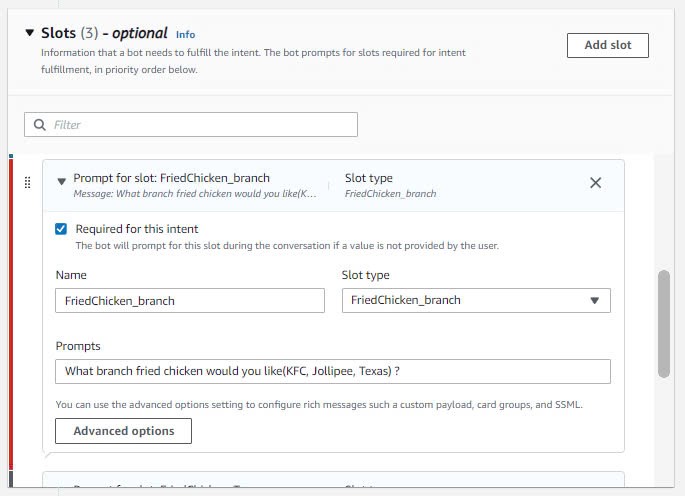 Slots (3) - optional Info
Information that a bot needs to fulfill the intent. The bot prompts for slots required for intent
fulfillment, in priority order below.
Add slot
Filter
Prompt for slot: FriedChicken_branch
Message: What branch fried chicken would you like(K...
Slot type
FriedChicken_branch
Required for this intent
The bot will prompt for this slot during the conversation if a value is not provided by the user.
Name
FriedChicken_branch
Slot type
FriedChicken_branch
Prompts
What branch fried chicken would you like(KFC, Jollipee, Texas) ?
You can use the advanced options setting to configure rich messages such a custom payload, card groups, and SSML.
Advanced options